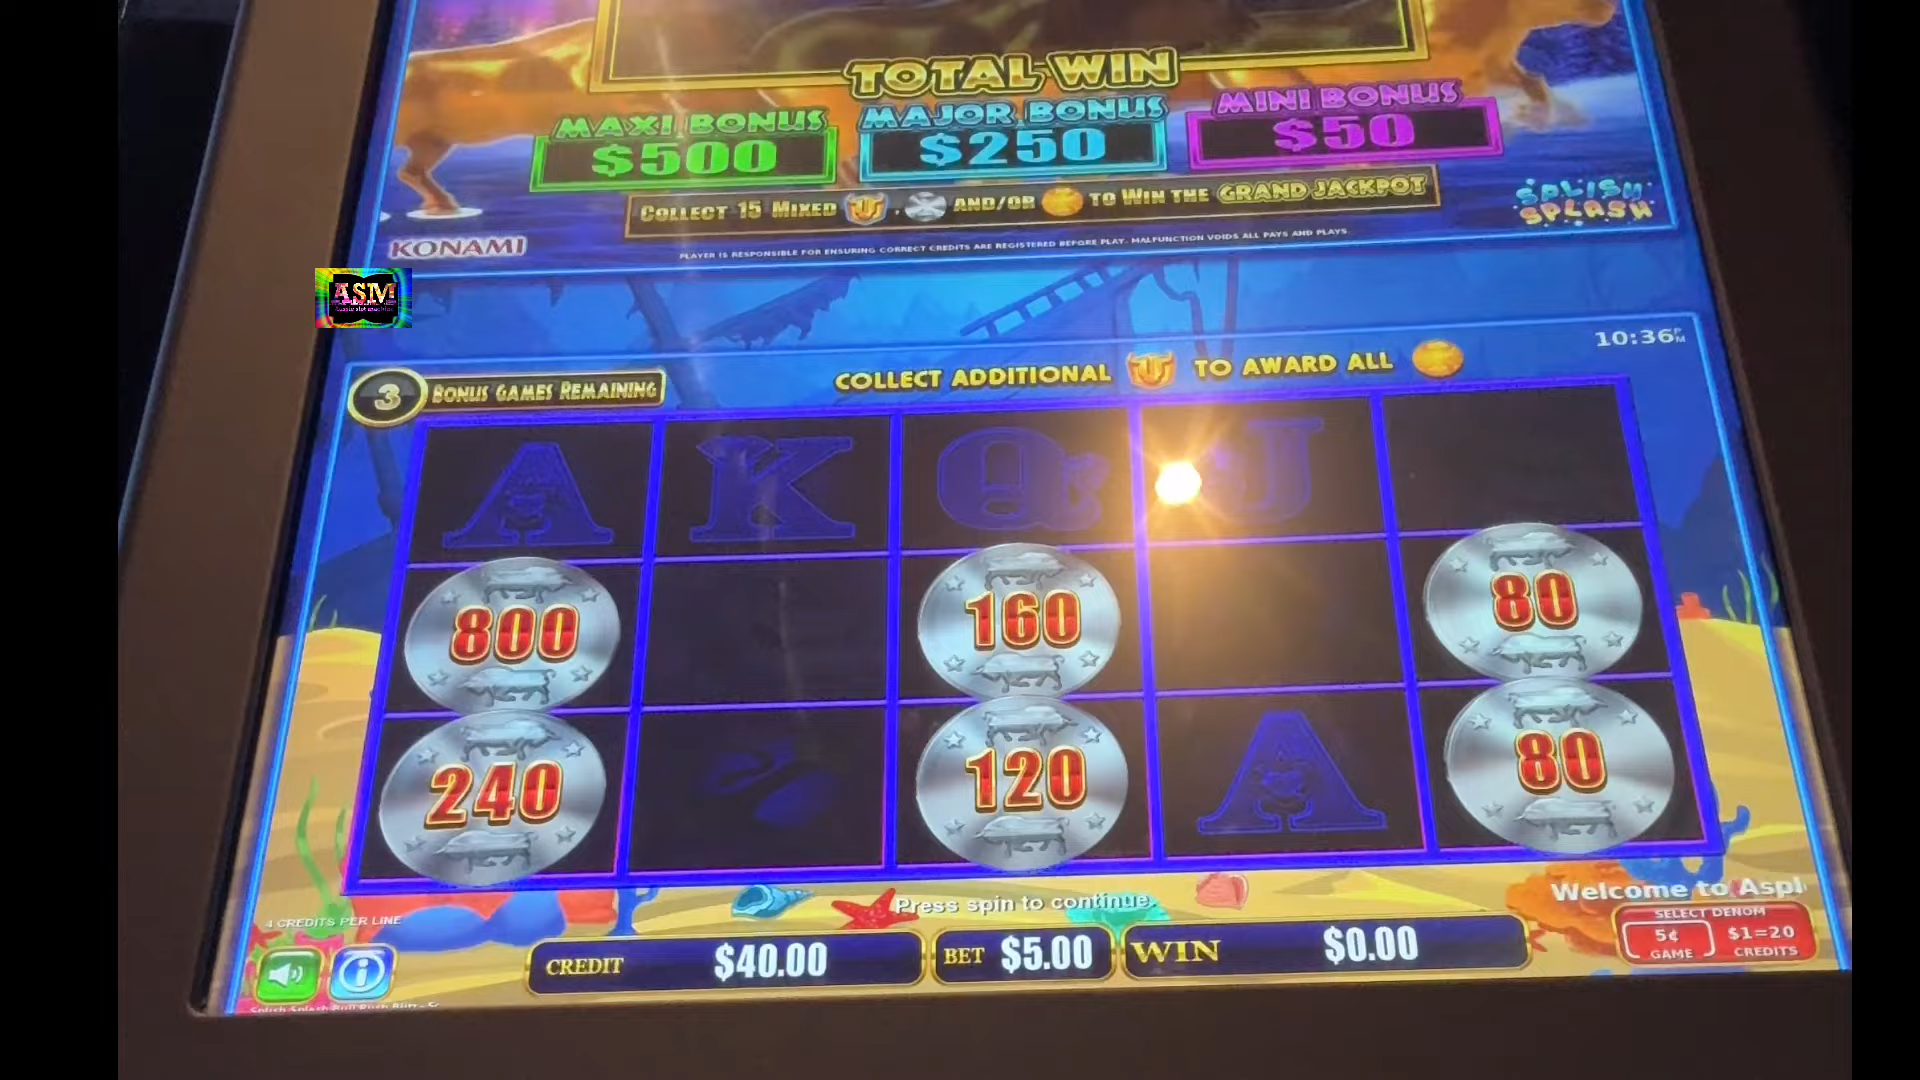 TOTAL WIN
MAXI BONUS
$500
MAJOR BONUS
$250
MINI BONUS
$50
COLLECT 15 MIXED , AND/OR TO WIN THE GRAND JACKPOT
SPLISH
SPLASH
KONAMI
PLAYER IS RESPONSIBLE FOR ENSURING CORRECT CREDITS ARE REGISTERED BEFORE PLAY. MALFUNCTION VOIDS ALL PAYS AND PLAYS
ASM
10:36PM
3 BONUS GAMES REMAINING
COLLECT ADDITIONAL TO AWARD ALL
A K Q J
800 160 80
240 120 A 80
Press spin to continue.
Welcome to Aspl
4 CREDITS PER LINE
SELECT DENOM
5¢ $1=20
GAME CREDITS
CREDIT $40.00
BET $5.00
WIN $0.00